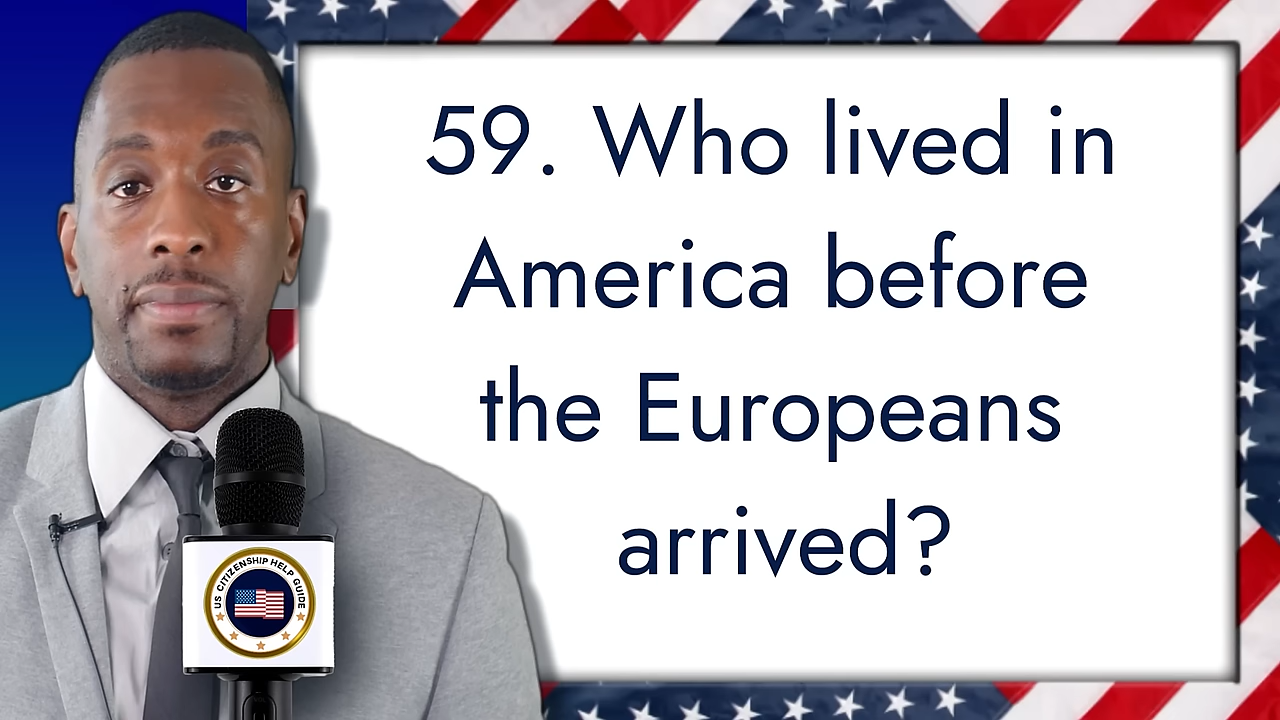 59. Who lived in
America before
the Europeans
arrived?
US CITIZENSHIP HELP GUIDE